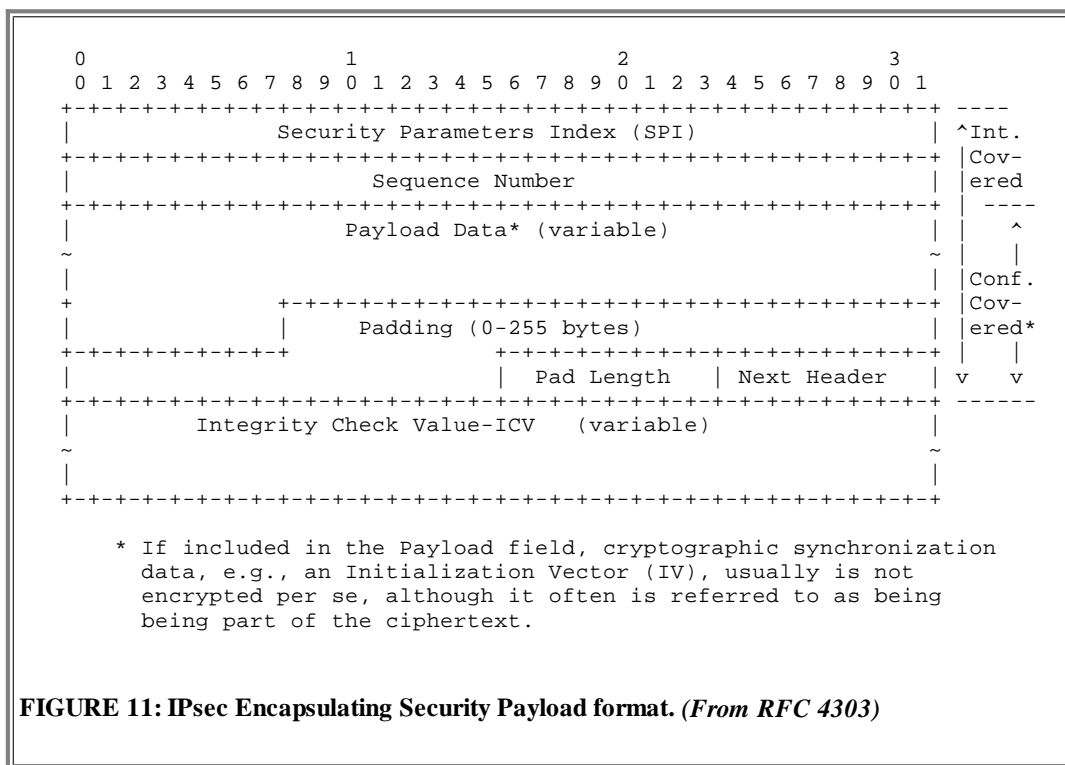 0                   1                   2                   3
 0 1 2 3 4 5 6 7 8 9 0 1 2 3 4 5 6 7 8 9 0 1 2 3 4 5 6 7 8 9 0 1
+-+-+-+-+-+-+-+-+-+-+-+-+-+-+-+-+-+-+-+-+-+-+-+-+-+-+-+-+-+-+-+-+ ----
|               Security Parameters Index (SPI)                 | ^Int.
+-+-+-+-+-+-+-+-+-+-+-+-+-+-+-+-+-+-+-+-+-+-+-+-+-+-+-+-+-+-+-+-+ |Cov-
|                      Sequence Number                          | |ered
+-+-+-+-+-+-+-+-+-+-+-+-+-+-+-+-+-+-+-+-+-+-+-+-+-+-+-+-+-+-+-+-+ | ----
|                    Payload Data* (variable)                   | |   ^
~                                                               ~ |   |
|                                                               | |Conf.
+               +-+-+-+-+-+-+-+-+-+-+-+-+-+-+-+-+-+-+-+-+-+-+-+-+ |Cov-
|               |     Padding (0-255 bytes)                     | |ered*
+-+-+-+-+-+-+-+-+               +-+-+-+-+-+-+-+-+-+-+-+-+-+-+-+-+ |   |
|                               |  Pad Length   | Next Header   | v   v
+-+-+-+-+-+-+-+-+-+-+-+-+-+-+-+-+-+-+-+-+-+-+-+-+-+-+-+-+-+-+-+-+ ------
|         Integrity Check Value-ICV   (variable)                |
~                                                               ~
|                                                               |
+-+-+-+-+-+-+-+-+-+-+-+-+-+-+-+-+-+-+-+-+-+-+-+-+-+-+-+-+-+-+-+-+
* If included in the Payload field, cryptographic synchronization
data, e.g., an Initialization Vector (IV), usually is not
encrypted per se, although it often is referred to as being
being part of the ciphertext.
FIGURE 11: IPsec Encapsulating Security Payload format. (From RFC 4303)